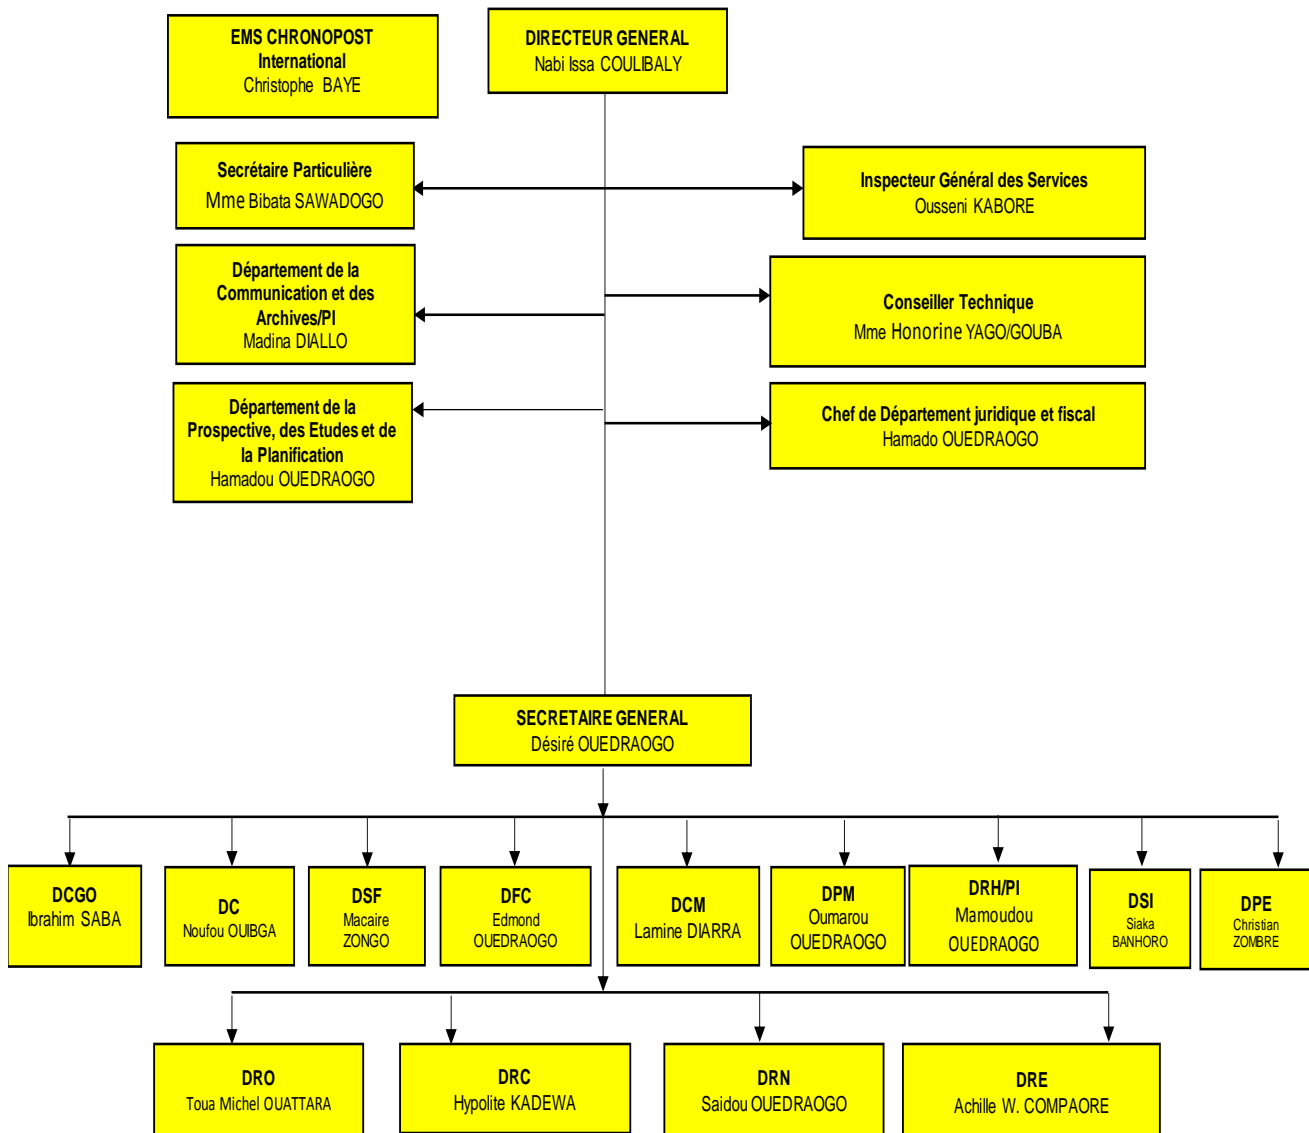 EMS CHRONOPOST
International
Christophe BAYE
DIRECTEUR GENERAL
Nabi Issa COULIBALY
Secrétaire Particulière
Mme Bibata SAWADOGO
Inspecteur Général des Services
Ousseni KABORE
Département de la
Communication et des
Archives/PI
Madina DIALLO
Conseiller Technique
Mme Honorine YAGO/GOUBA
Département de la
Prospective, des Etudes et de
la Planification
Hamadou OUEDRAOGO
Chef de Département juridique et fiscal
Hamado OUEDRAOGO
SECRETAIRE GENERAL
Désiré OUEDRAOGO
DCGO
Ibrahim SABA
DC
Noufou OUIBGA
DSF
Macaire
ZONGO
DFC
Edmond
OUEDRAOGO
DCM
Lamine DIARRA
DPM
Oumarou
OUEDRAOGO
DRH/PI
Mamoudou
OUEDRAOGO
DSI
Siaka
BANHORO
DPE
Christian
ZOMBRE
DRO
Toua Michel OUATTARA
DRC
Hypolite KADEWA
DRN
Saidou OUEDRAOGO
DRE
Achille W. COMPAORE